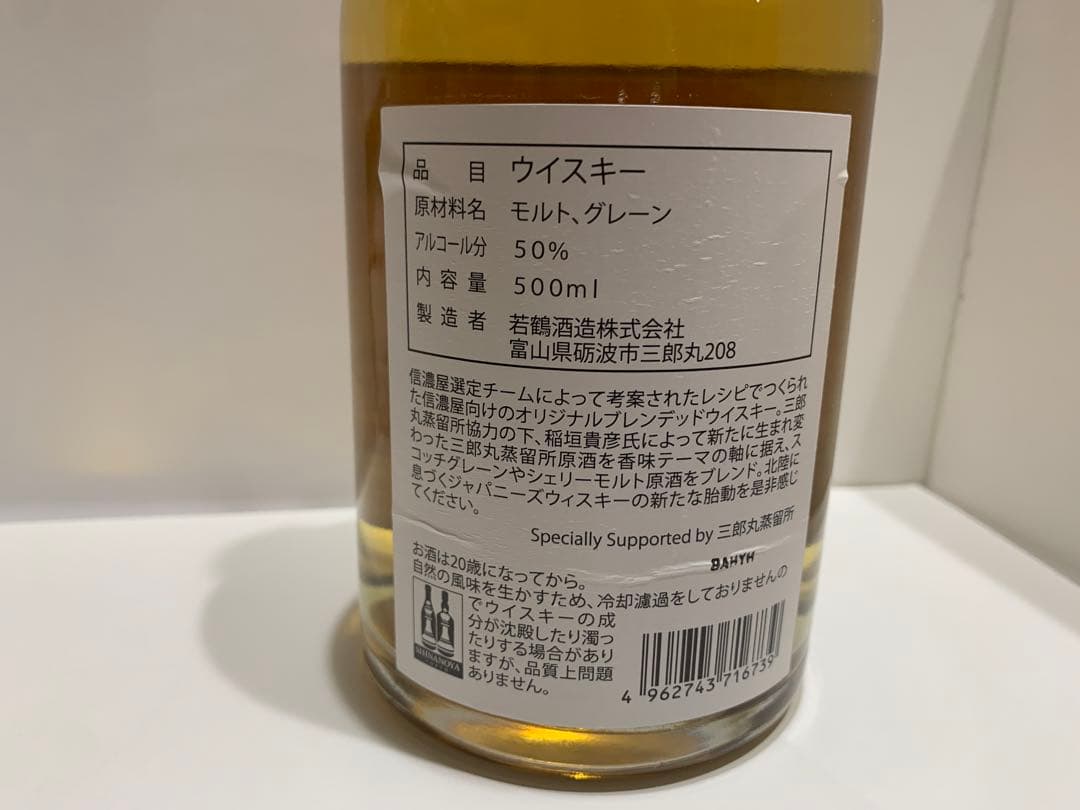 品目 ウイスキー
原材料名 モルト、グレーン
アルコール分 50%
内容量 500ml
製造者 若鶴酒造株式会社
富山県砺波市三郎丸208
信濃屋選定チームによって考案されたレシピでつくられ
た信濃屋向けのオリジナルブレンデッドウイスキー。三郎
丸蒸留所協力の下、稲垣貴彦氏によって新たに生まれ変
わった三郎丸蒸留所原酒を香味テーマの軸に据え、ス
コッチグレーンやシェリーモルト原酒をブレンド。北陸に
息づくジャパニーズウィスキーの新たな胎動を是非感じ
てください。
Specially Supported by 三郎丸蒸留所
お酒は20歳になってから。
自然の風味を生かすため、冷却濾過をしておりませんの
でウイスキーの成
分が沈殿したり濁っ
たりする場合があり
ますが、品質上問題
ありません。
SHINANOYA
4 962743 716739